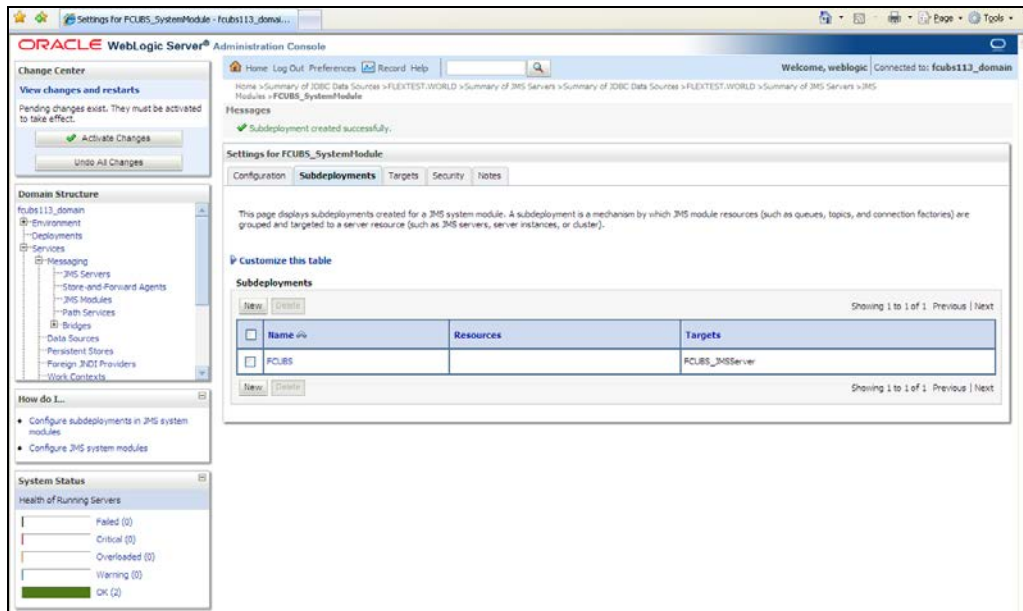 Settings for FCUBS_SystemModule - fcubs113_domai...
Page
Tools
ORACLE WebLogic Server® Administration Console
Change Center
View changes and restarts
Pending changes exist. They must be activated
to take effect.
Activate Changes
Undo All Changes
Domain Structure
fcubs113_domain
Environment
Deployments
Services
Messaging
JMS Servers
Store-and-Forward Agents
JMS Modules
Path Services
Bridges
Data Sources
Persistent Stores
Foreign JNDI Providers
Work Contexts
How do I...
Configure subdeployments in JMS system
modules
Configure JMS system modules
System Status
Health of Running Servers
Failed (0)
Critical (0)
Overloaded (0)
Warning (0)
OK (2)
Home Log Out Preferences Record Help
Welcome, weblogic Connected to: fcubs113_domain
Home >Summary of JDBC Data Sources >FLEXTEST.WORLD >Summary of JMS Servers >Summary of JDBC Data Sources >FLEXTEST.WORLD >Summary of JMS Servers >JMS
Modules >FCUBS_SystemModule
Messages
Subdeployment created successfully.
Settings for FCUBS_SystemModule
Configuration Subdeployments Targets Security Notes
This page displays subdeployments created for a JMS system module. A subdeployment is a mechanism by which JMS module resources (such as queues, topics, and connection factories) are
grouped and targeted to a server resource (such as JMS servers, server instances, or cluster).
Customize this table
Subdeployments
New Delete Showing 1 to 1 of 1 Previous | Next
Name Resources Targets
FCUBS FCUBS_JMSServer
New Delete Showing 1 to 1 of 1 Previous | Next